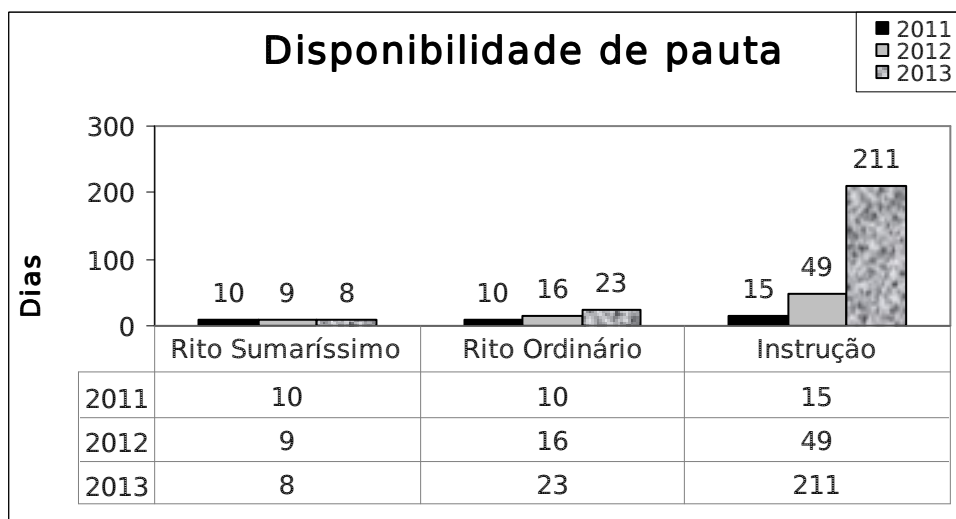 Disponibilidade de pauta
2011
2012
2013
Dias
300
200
100
0
10 9 8 10 16 23 15 49 211
Rito Sumaríssimo Rito Ordinário Instrução
2011 10 10 15
2012 9 16 49
2013 8 23 211